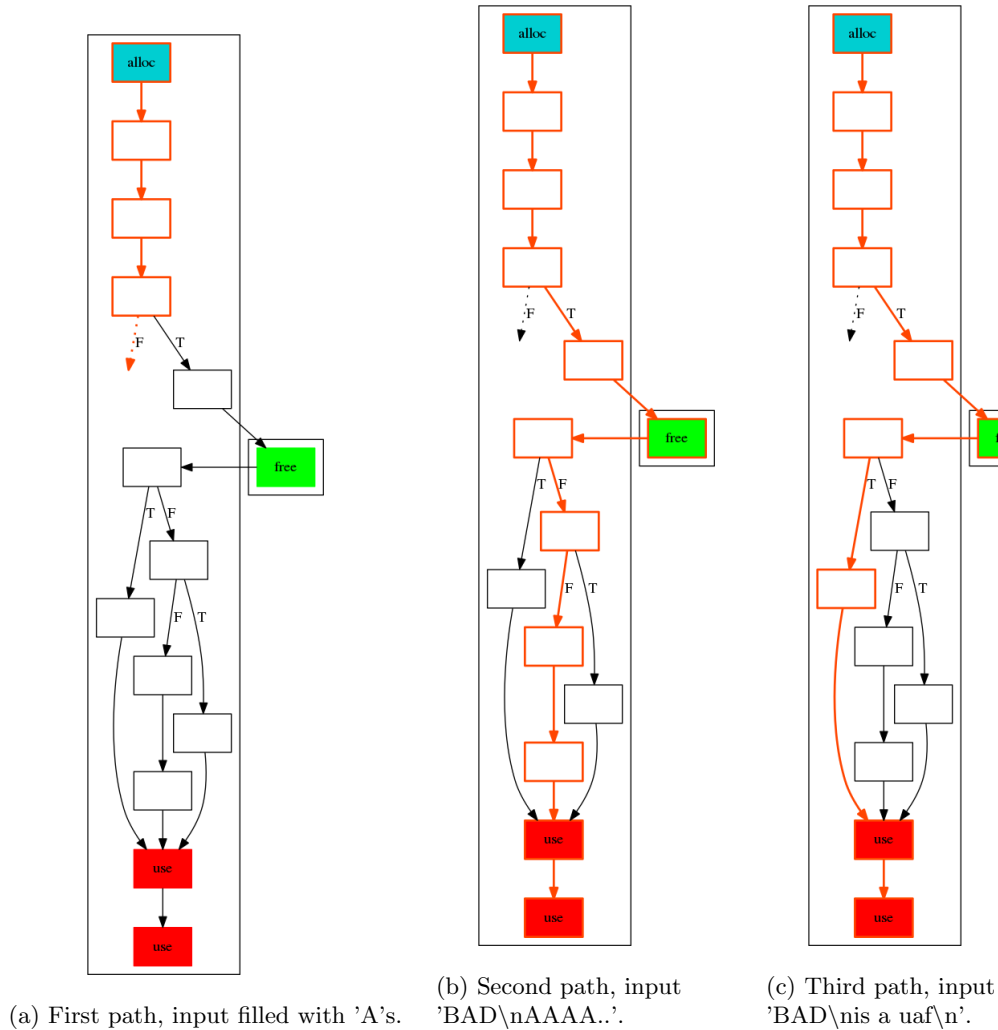 alloc
F
T
free
T
F
F
T
use
use
(a) First path, input filled with 'A's.
alloc
F
T
free
T
F
F
T
use
use
(b) Second path, input
'BAD\nAAAA..'.
alloc
F
T
T
F
F
T
use
use
(c) Third path, input
'BAD\nis a uaf\n'.